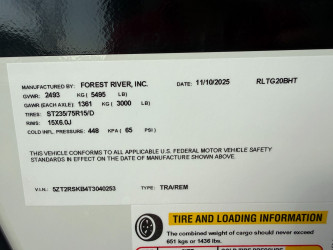 MANUFACTURED BY: FOREST RIVER, INC. DATE: 11/10/2025 RLTG20BHT
GVWR: 2493 KG ( 5495 LB)
GAWR (EACH AXLE): 1361 KG ( 3000 LB)
TIRES: ST235/75R15/D
RIMS: 15X6.0J
COLD INFL. PRESSURE: 448 KPA ( 65 PSI)
THIS VEHICLE CONFORMS TO ALL APPLICABLE U.S. FEDERAL MOTOR VEHICLE SAFETY
STANDARDS IN EFFECT ON THE DATE OF MANUFACTURE SHOWN ABOVE.
V.I.N.: 5ZT2RSKB4T3040253 TYPE: TRA/REM
TIRE AND LOADING INFORMATION
The combined weight of cargo should never exceed
651 kgs or 1436 lbs.